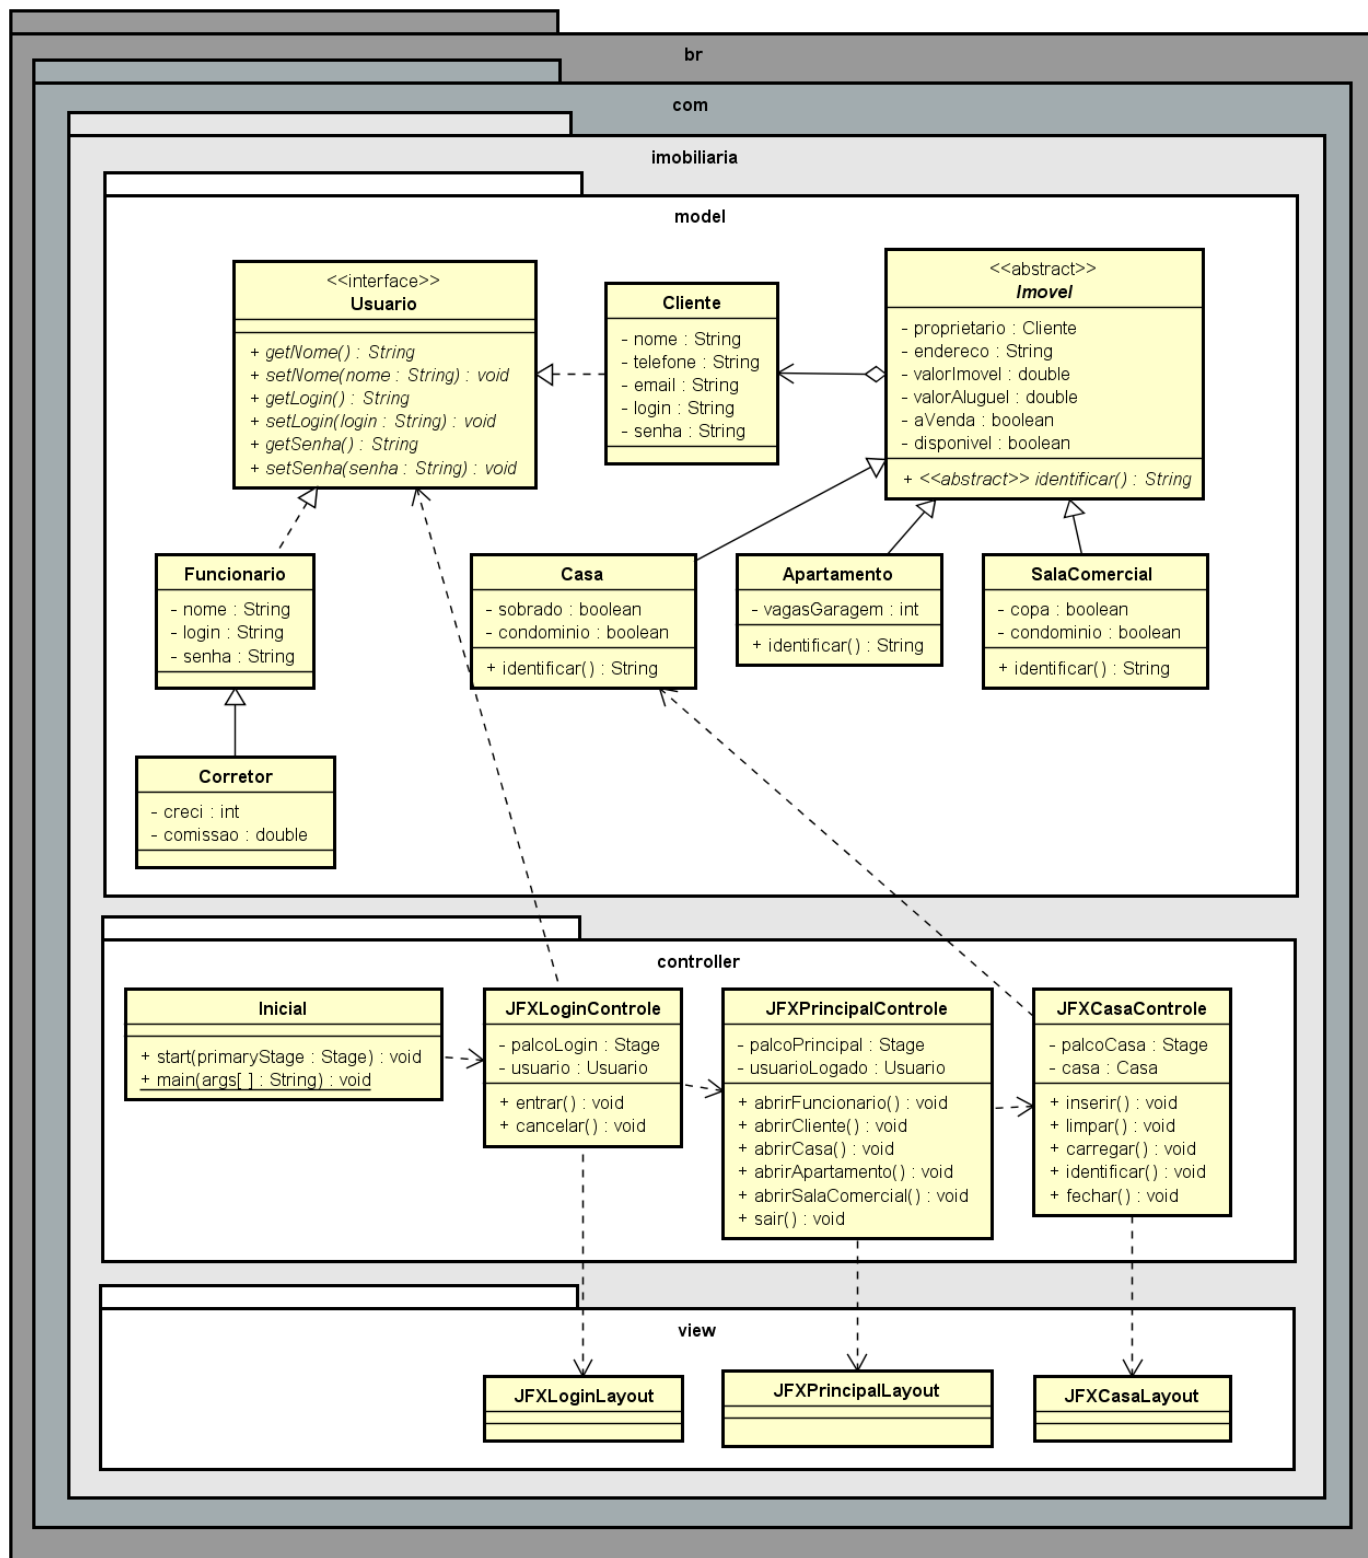 br
com
imobiliaria
model
<<interface>>
Usuario
+ getNome() : String
+ setNome(nome : String) : void
+ getLogin() : String
+ setLogin(login : String) : void
+ getSenha() : String
+ setSenha(senha : String) : void
Cliente
- nome : String
- telefone : String
- email : String
- login : String
- senha : String
<<abstract>>
Imovel
- proprietario : Cliente
- endereco : String
- valorImovel : double
- valorAluguel : double
- aVenda : boolean
- disponivel : boolean
+ <<abstract>> identificar() : String
Funcionario
- nome : String
- login : String
- senha : String
Casa
- sobrado : boolean
- condominio : boolean
+ identificar() : String
Apartamento
- vagasGaragem : int
+ identificar() : String
SalaComercial
- copa : boolean
- condominio : boolean
+ identificar() : String
Corretor
- creci : int
- comissao : double
controller
Inicial
+ start(primaryStage : Stage) : void
+ main(args[ ] : String) : void
JFXLoginControle
- palcoLogin : Stage
- usuario : Usuario
+ entrar() : void
+ cancelar() : void
JFXPrincipalControle
- palcoPrincipal : Stage
- usuarioLogado : Usuario
+ abrirFuncionario() : void
+ abrirCliente() : void
+ abrirCasa() : void
+ abrirApartamento() : void
+ abrirSalaComercial() : void
+ sair() : void
JFXCasaControle
- palcoCasa : Stage
- casa : Casa
+ inserir() : void
+ limpar() : void
+ carregar() : void
+ identificar() : void
+ fechar() : void
view
JFXLoginLayout
JFXPrincipalLayout
JFXCasaLayout